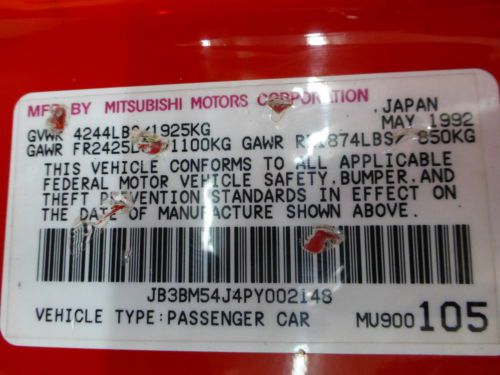 MFD BY MITSUBISHI MOTORS CORPORATION, JAPAN
GVWR 4244LBS 1925KG MAY 1992
GAWR FR2425L 1100KG GAWR R 1874LBS 850KG
THIS VEHICLE CONFORMS TO ALL APPLICABLE
FEDERAL MOTOR VEHICLE SAFETY, BUMPER, AND
THEFT PREVENTION STANDARDS IN EFFECT ON
THE DATE OF MANUFACTURE SHOWN ABOVE.
JB3BM54J4PY002148
VEHICLE TYPE: PASSENGER CAR MU900 105